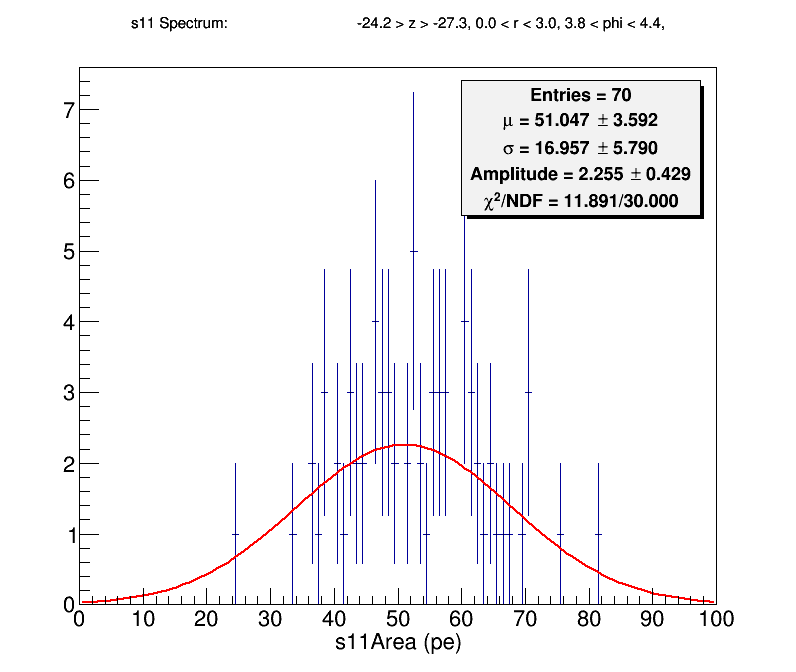 s11 Spectrum: -24.2 > z > -27.3, 0.0 < r < 3.0, 3.8 < phi < 4.4,
Entries = 70
μ = 51.047 ± 3.592
σ = 16.957 ± 5.790
Amplitude = 2.255 ± 0.429
χ²/NDF = 11.891/30.000
7
6
5
4
3
2
1
0
0 10 20 30 40 50 60 70 80 90 100
s11Area (pe)